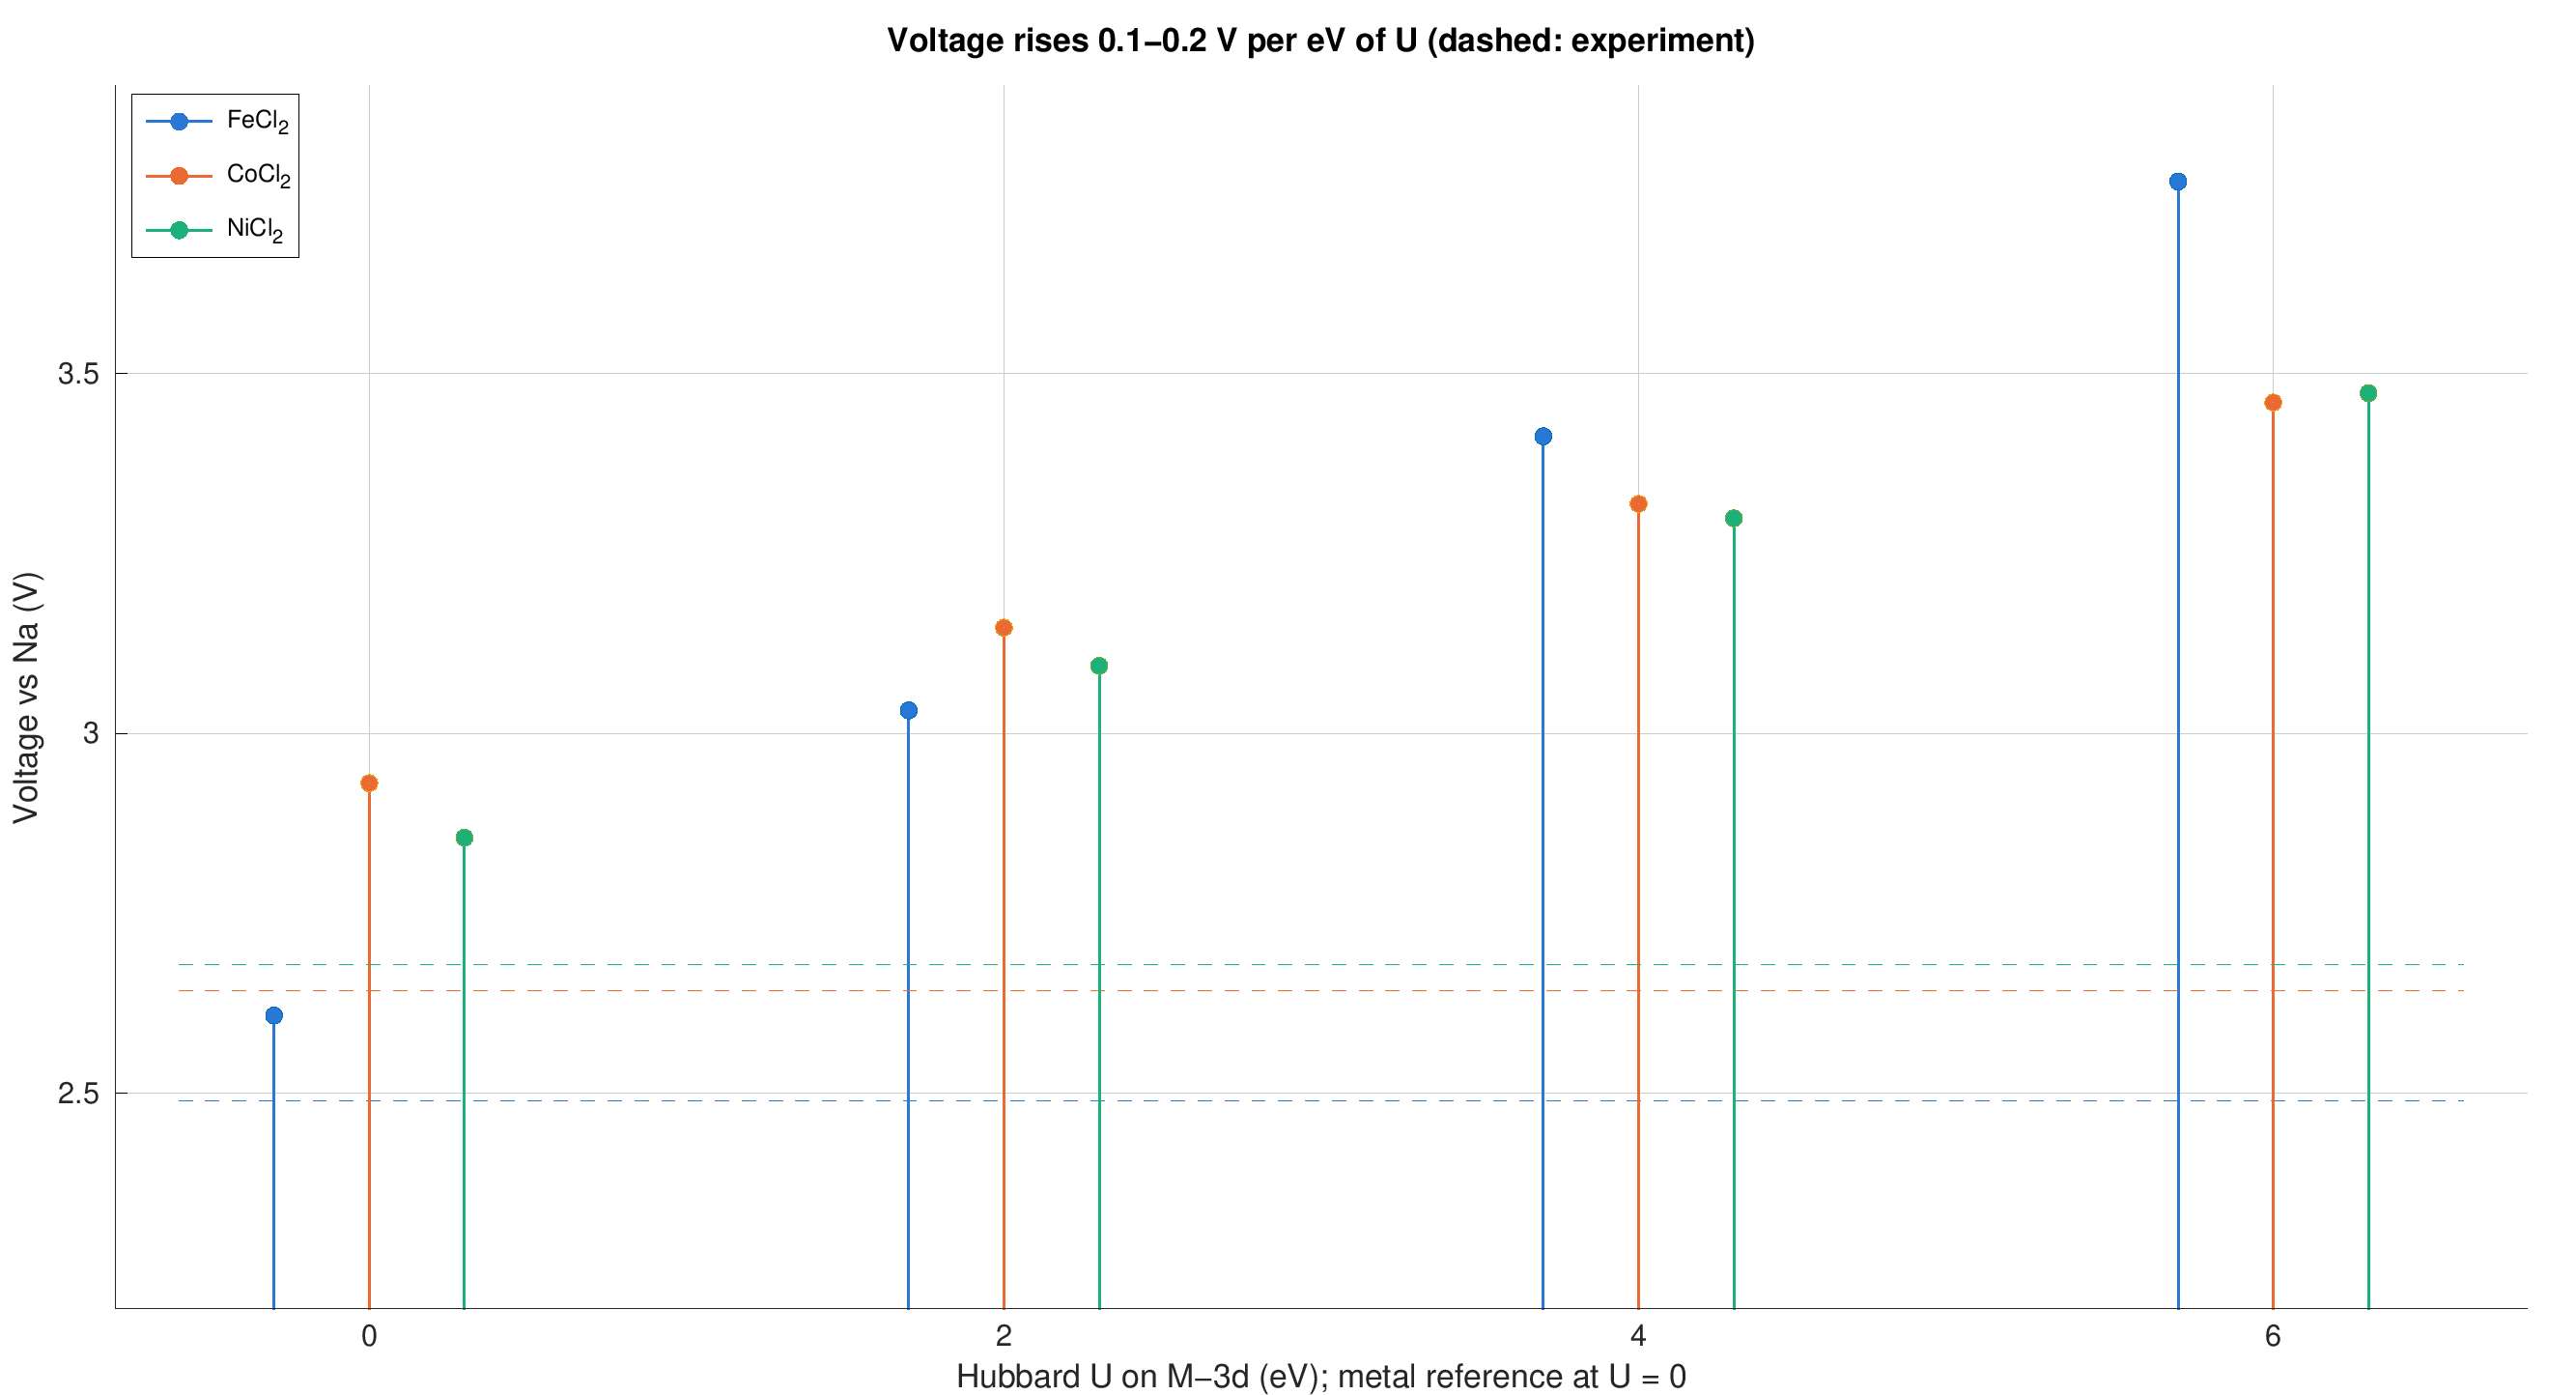 Voltage rises 0.1−0.2 V per eV of U (dashed: experiment)
FeCl₂
CoCl₂
NiCl₂
3.5
3
2.5
Voltage vs Na (V)
0 2 4 6
Hubbard U on M−3d (eV); metal reference at U = 0